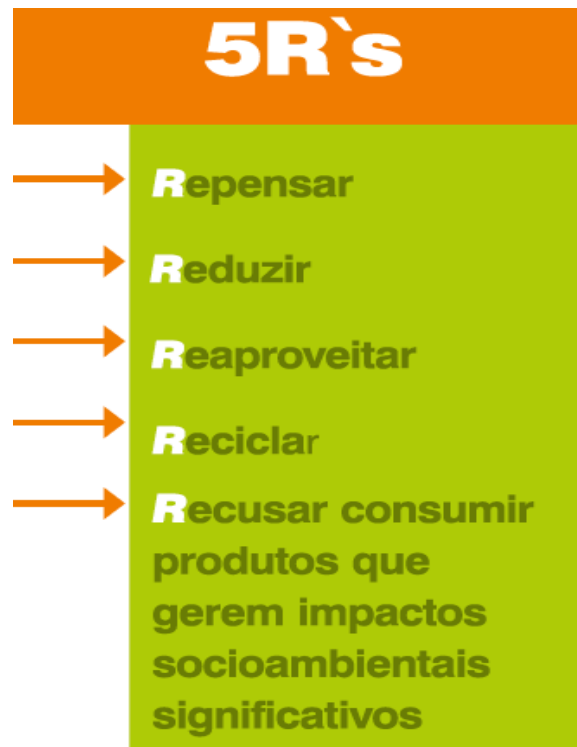 5R`s
Repensar
Reduzir
Reaproveitar
Reciclar
Recusar consumir
produtos que
gerem impactos
socioambientais
significativos